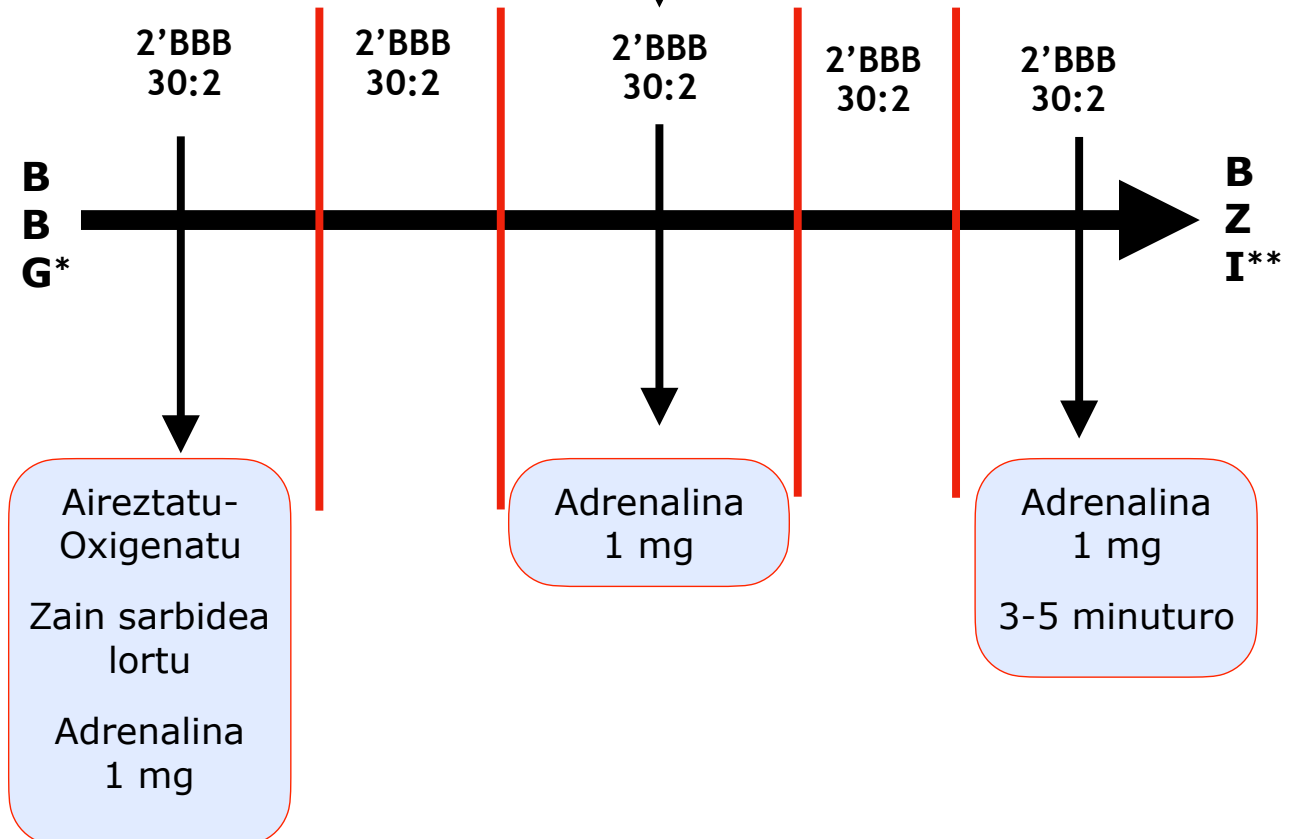 2’BBB
30:2
2’BBB
30:2
2’BBB
30:2
2’BBB
30:2
2’BBB
30:2
B
B
G*
B
Z
I**
Aireztatu-
Oxigenatu
Zain sarbidea
lortu
Adrenalina
1 mg
Adrenalina
1 mg
Adrenalina
1 mg
3-5 minuturo